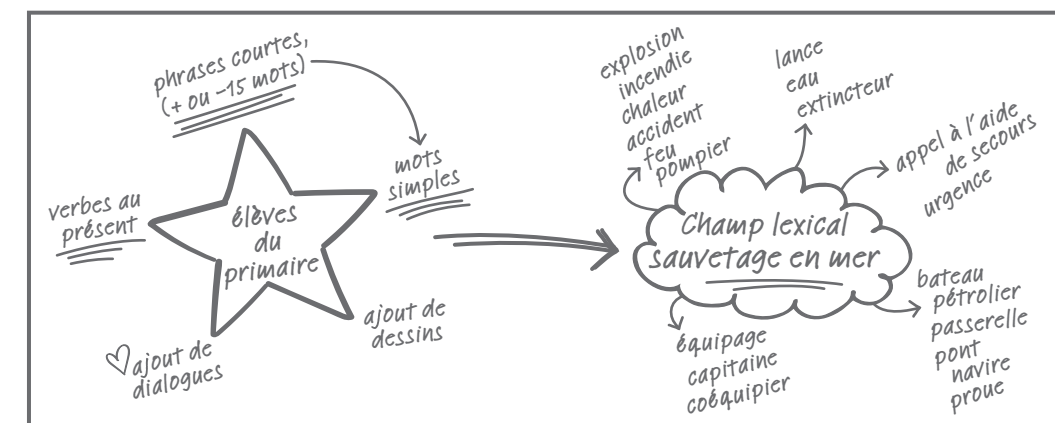 phrases courtes,
(+ ou -15 mots)
mots
simples
verbes au
présent
élèves
du
primaire
ajout de
dessins
ajout de
dialogues
explosion
incendie
chaleur
accident
feu
pompier
lance
eau
extincteur
appel à l'aide
de secours
urgence
Champ lexical
sauvetage en mer
équipage
capitaine
coéquipier
bateau
pétrolier
passerelle
pont
navire
proue